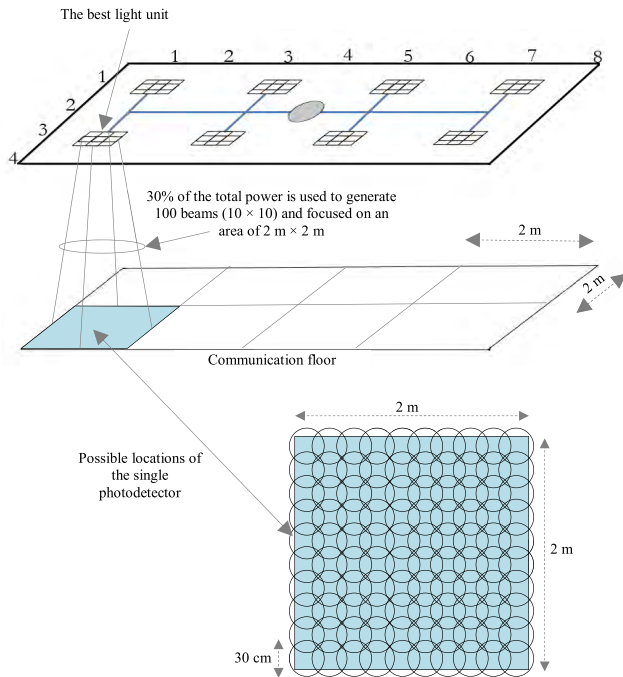 The best light unit
1 2 3 4 5 6 7 8
1
2
3
4
30% of the total power is used to generate
100 beams (10 × 10) and focused on an
area of 2 m × 2 m
2 m
2 m
Communication floor
2 m
Possible locations of
the single
photodetector
2 m
30 cm